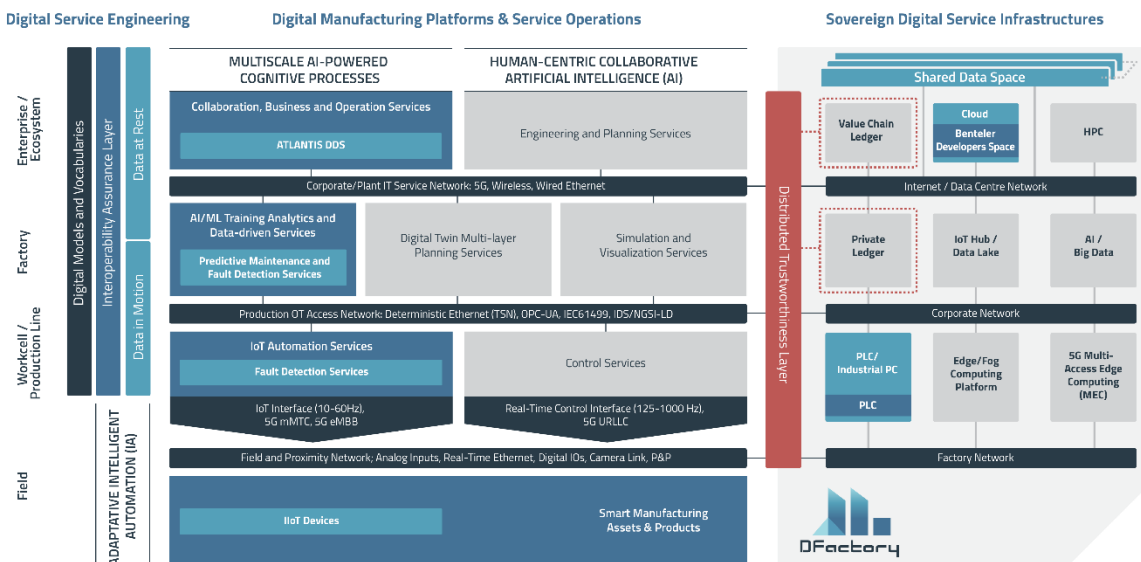 Digital Service Engineering
Digital Manufacturing Platforms & Service Operations
Sovereign Digital Service Infrastructures
Enterprise /
Ecosystem
Factory
Workcell /
Production Line
Field
Digital Models and Vocabularies
Interoperability Assurance Layer
Data at Rest
Data in Motion
ADAPTATIVE INTELLIGENT
AUTOMATION (IA)
MULTISCALE AI-POWERED
COGNITIVE PROCESSES
HUMAN-CENTRIC COLLABORATIVE
ARTIFICIAL INTELLIGENCE (AI)
Collaboration, Business and Operation Services
ATLANTIS ODS
Engineering and Planning Services
Corporate/Plant IT Service Network: 5G, Wireless, Wired Ethernet
AI/ML Training Analytics and
Data-driven Services
Predictive Maintenance and
Fault Detection Services
Digital Twin Multi-layer
Planning Services
Simulation and
Visualization Services
Production OT Access Network: Deterministic Ethernet (TSN), OPC-UA, IEC61499, IDS/NGSI-LD
IoT Automation Services
Fault Detection Services
Control Services
IoT Interface (10-60Hz),
5G mMTC, 5G eMBB
Real-Time Control Interface (125-1000 Hz),
5G URLLC
Field and Proximity Network; Analog Inputs, Real-Time Ethernet, Digital IOs, Camera Link, P&P
IIoT Devices
Smart Manufacturing
Assets & Products
Distributed Trustworthiness Layer
Shared Data Space
Value Chain
Ledger
Cloud
Benteler
Developers Space
HPC
Internet / Data Centre Network
Private
Ledger
IoT Hub /
Data Lake
AI /
Big Data
Corporate Network
PLC/
Industrial PC
PLC
Edge/Fog
Computing
Platform
5G Multi-
Access Edge
Computing
(MEC)
Factory Network
DFactory